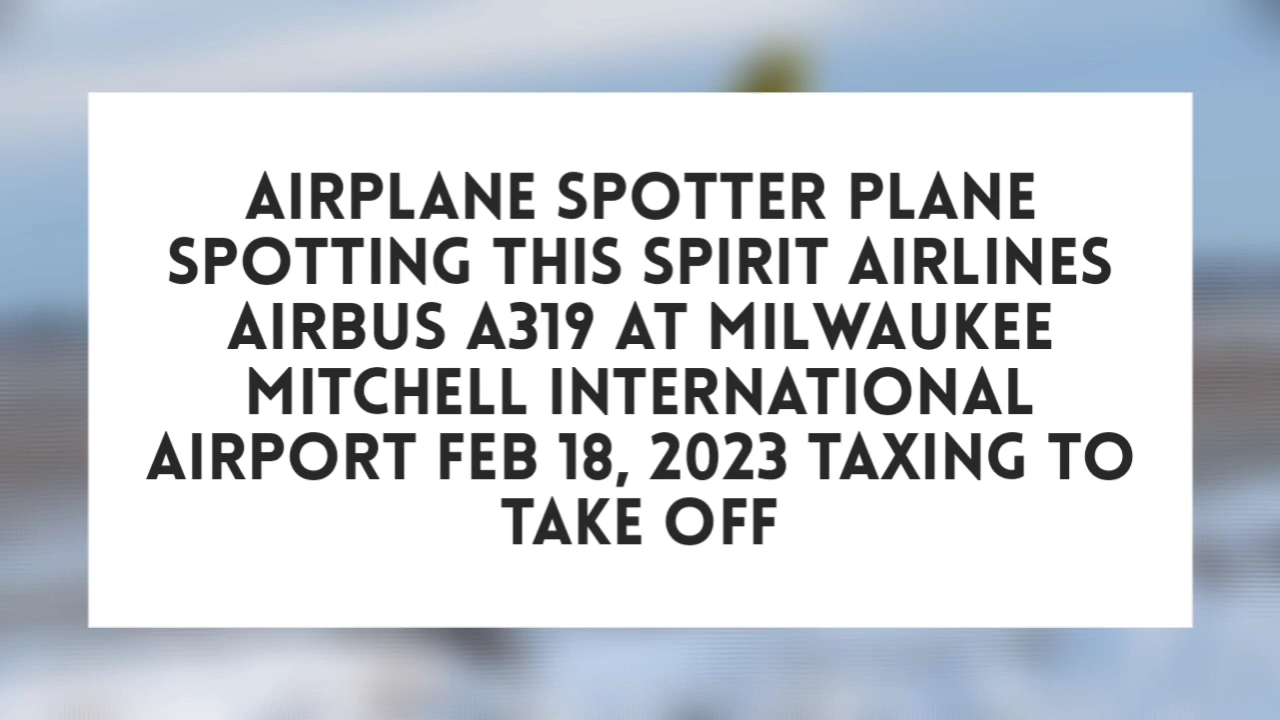 AIRPLANE SPOTTER PLANE
SPOTTING THIS SPIRIT AIRLINES
AIRBUS A319 AT MILWAUKEE
MITCHELL INTERNATIONAL
AIRPORT FEB 18, 2023 TAXING TO
TAKE OFF